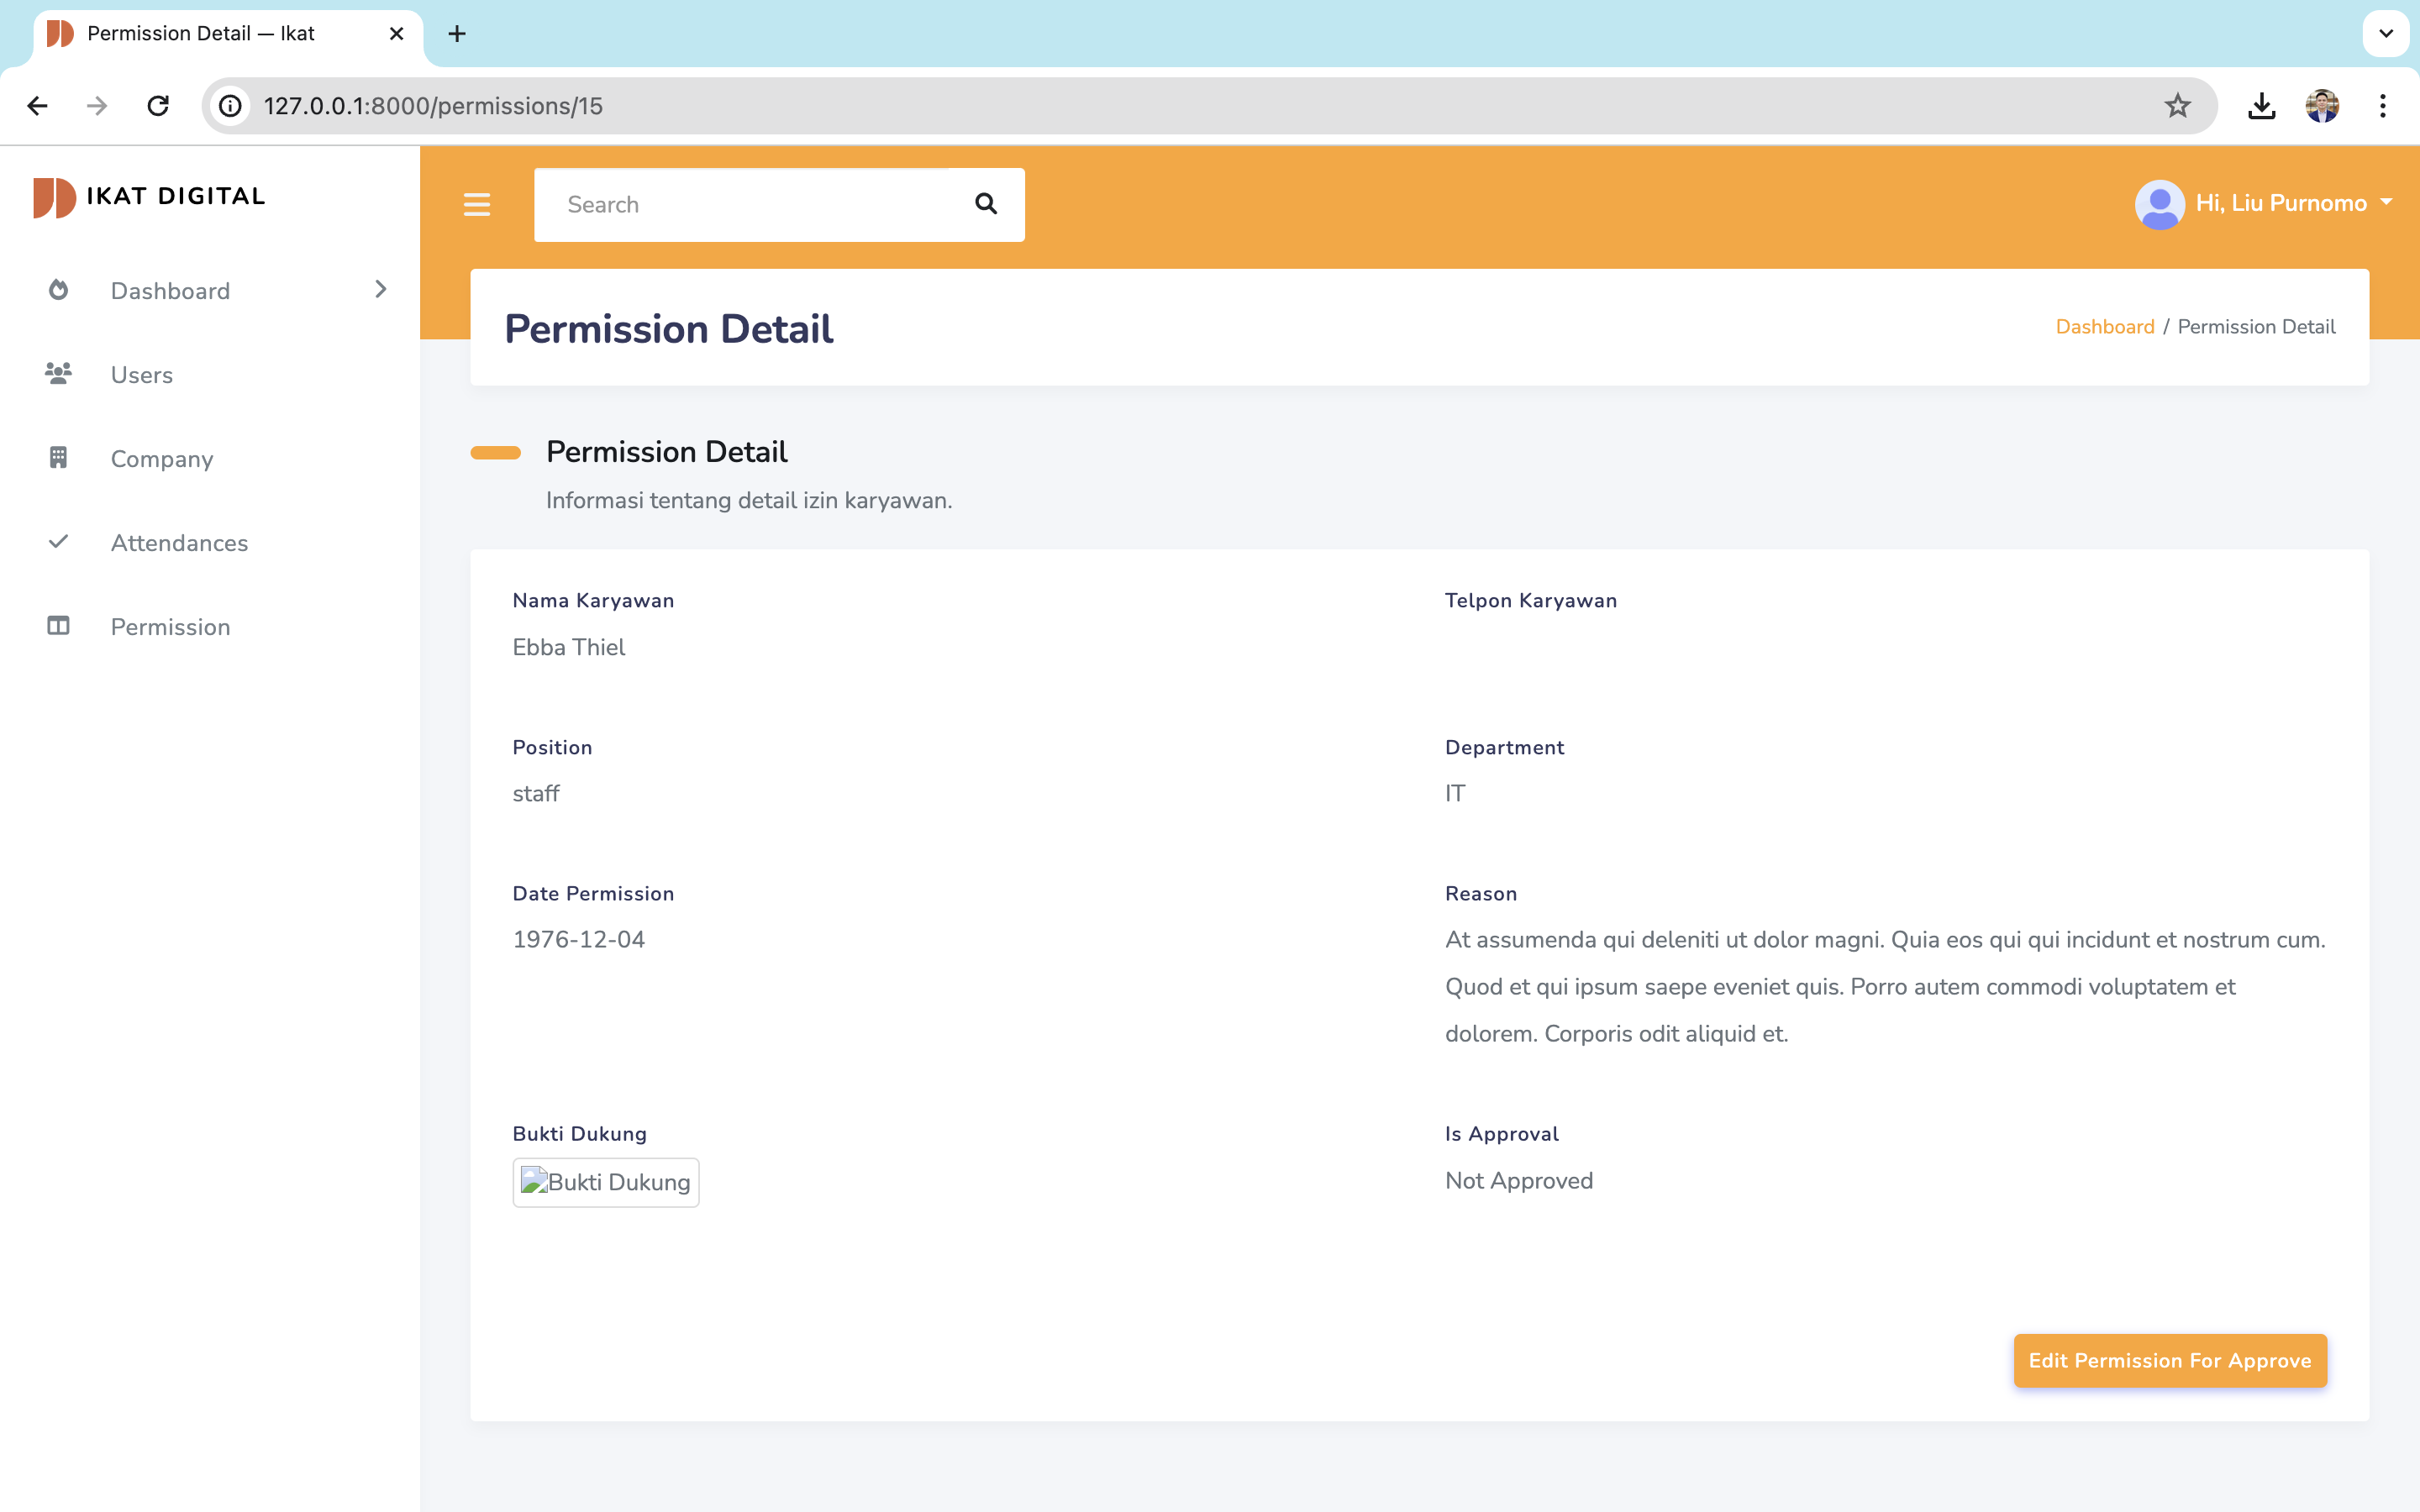 Permission Detail — Ikat
127.0.0.1:8000/permissions/15
IKAT DIGITAL
Search
Hi, Liu Purnomo
Dashboard
Users
Company
Attendances
Permission
Permission Detail
Dashboard / Permission Detail
Permission Detail
Informasi tentang detail izin karyawan.
Nama Karyawan
Ebba Thiel
Telpon Karyawan
Position
staff
Department
IT
Date Permission
1976-12-04
Reason
At assumenda qui deleniti ut dolor magni. Quia eos qui qui incidunt et nostrum cum.
Quod et qui ipsum saepe eveniet quis. Porro autem commodi voluptatem et
dolorem. Corporis odit aliquid et.
Bukti Dukung
Bukti Dukung
Is Approval
Not Approved
Edit Permission For Approve